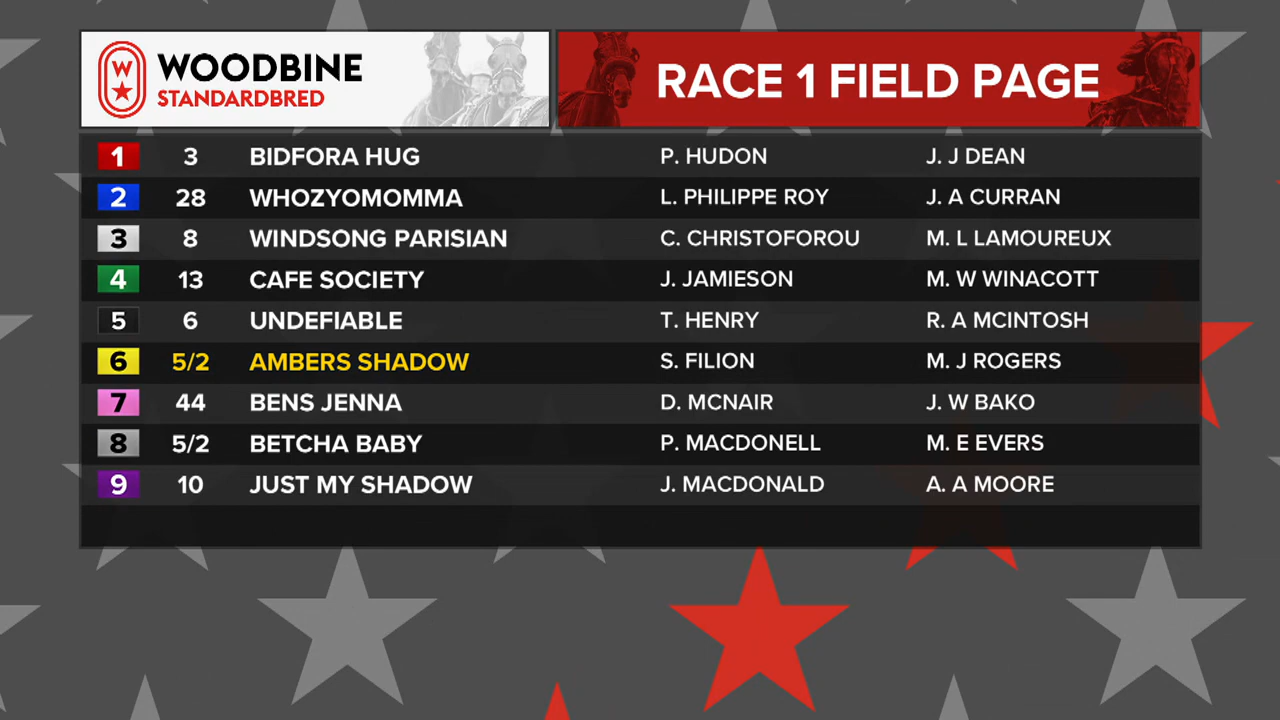 W
WOODBINE
STANDARDBRED
RACE 1 FIELD PAGE
1 3 BIDFORA HUG P. HUDON J. J DEAN
2 28 WHOZYOMOMMA L. PHILIPPE ROY J. A CURRAN
3 8 WINDSONG PARISIAN C. CHRISTOFOROU M. L LAMOUREUX
4 13 CAFE SOCIETY J. JAMIESON M. W WINACOTT
5 6 UNDEFIABLE T. HENRY R. A MCINTOSH
6 5/2 AMBERS SHADOW S. FILION M. J ROGERS
7 44 BENS JENNA D. MCNAIR J. W BAKO
8 5/2 BETCHA BABY P. MACDONELL M. E EVERS
9 10 JUST MY SHADOW J. MACDONALD A. A MOORE